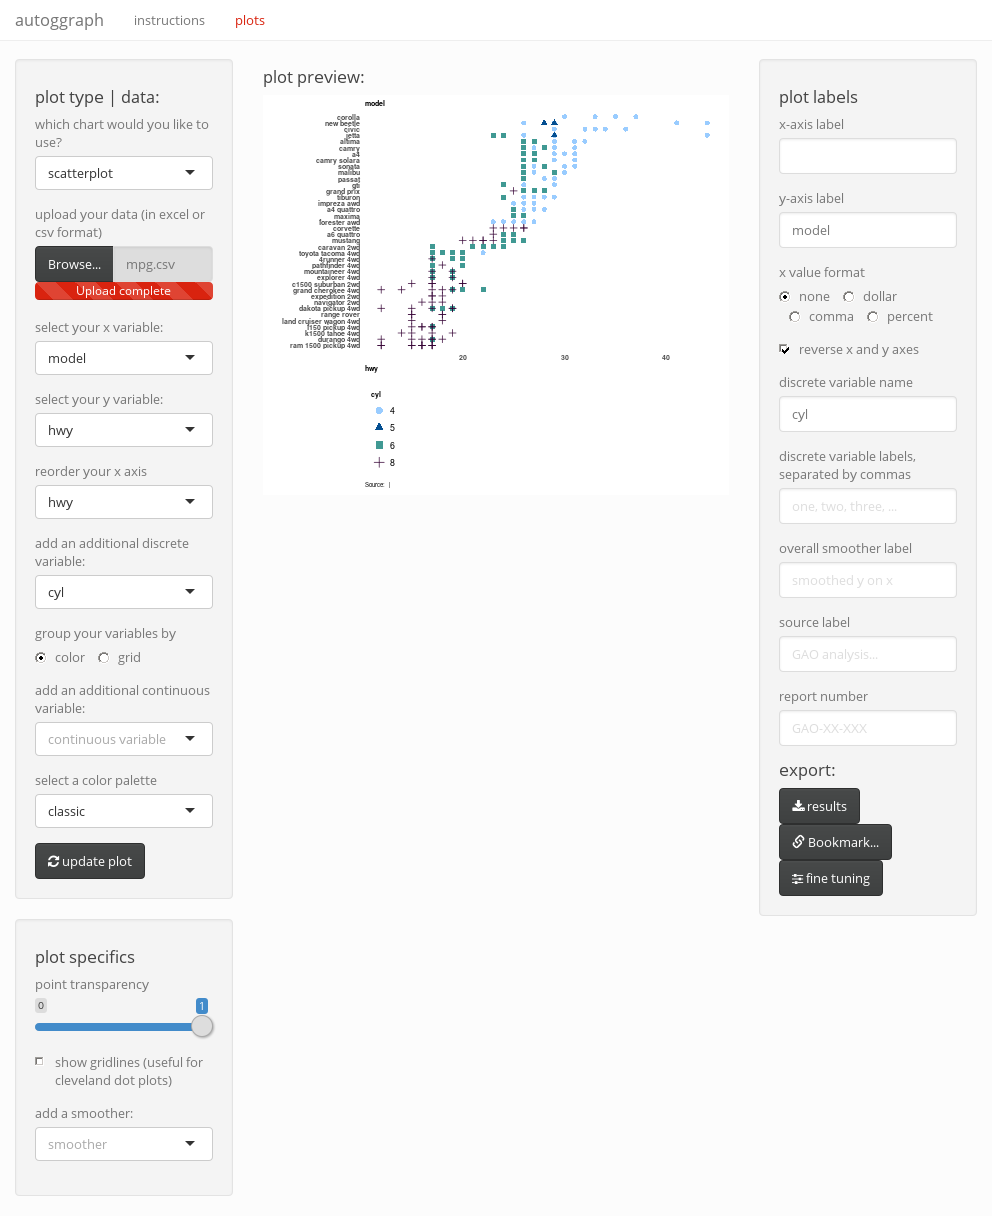 autoggraph
instructions
plots
plot type | data:
which chart would you like to
use?
scatterplot
upload your data (in excel or
csv format)
Browse...
mpg.csv
Upload complete
select your x variable:
model
select your y variable:
hwy
reorder your x axis
hwy
add an additional discrete
variable:
cyl
group your variables by
color
grid
add an additional continuous
variable:
continuous variable
select a color palette
classic
update plot
plot specifics
point transparency
0
1
show gridlines (useful for
cleveland dot plots)
add a smoother:
smoother
plot preview:
model
corolla
new beetle
civic
jetta
altima
camry
a4
camry solara
sonata
malibu
passat
gti
grand prix
tiburon
impreza awd
a4 quattro
maxima
forester awd
corvette
a6 quattro
mustang
caravan 2wd
toyota tacoma 4wd
4runner 4wd
pathfinder 4wd
mountaineer 4wd
explorer 4wd
c1500 suburban 2wd
grand cherokee 4wd
expedition 2wd
navigator 2wd
dakota pickup 4wd
range rover
land cruiser wagon 4wd
f150 pickup 4wd
k1500 tahoe 4wd
durango 4wd
ram 1500 pickup 4wd
20
30
40
hwy
cyl
4
5
6
8
Source: |
plot labels
x-axis label
y-axis label
model
x value format
none
dollar
comma
percent
reverse x and y axes
discrete variable name
cyl
discrete variable labels,
separated by commas
one, two, three, ...
overall smoother label
smoothed y on x
source label
GAO analysis...
report number
GAO-XX-XXX
export:
results
Bookmark...
fine tuning